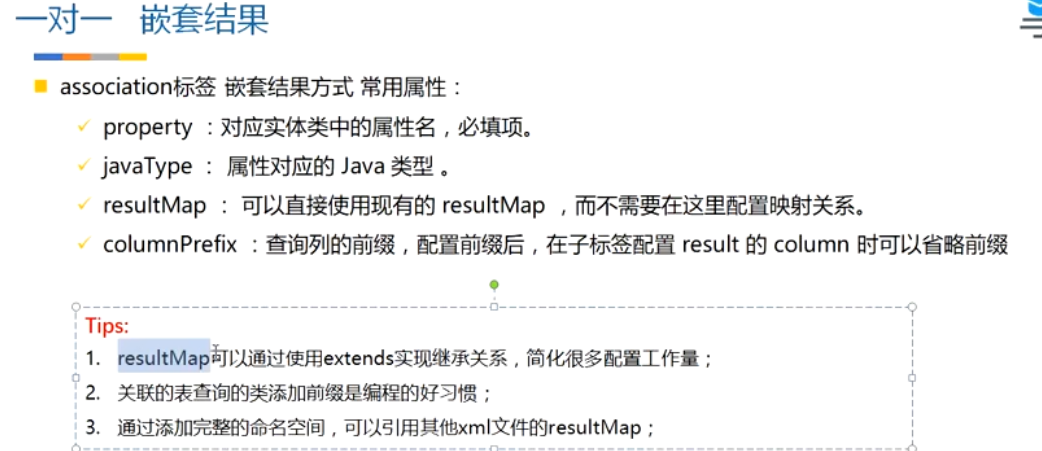 一对一 嵌套结果
association标签 嵌套结果方式 常用属性：
property ：对应实体类中的属性名，必填项。
javaType ： 属性对应的 Java 类型 。
resultMap ： 可以直接使用现有的 resultMap ，而不需要在这里配置映射关系。
columnPrefix ：查询列的前缀，配置前缀后，在子标签配置 result 的 column 时可以省略前缀
Tips:
1. resultMap可以通过使用extends实现继承关系，简化很多配置工作量；
2. 关联的表查询的类添加前缀是编程的好习惯；
3. 通过添加完整的命名空间，可以引用其他xml文件的resultMap；